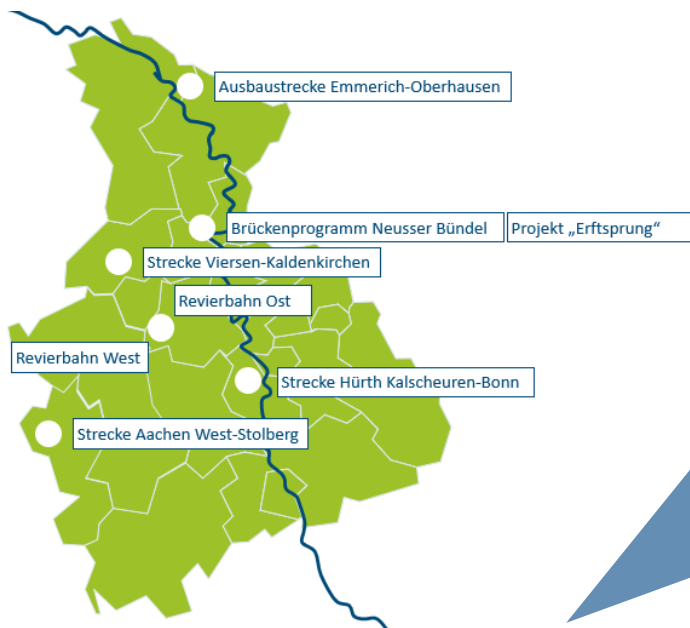 Ausbaustrecke Emmerich-Oberhausen
Brückenprogramm Neusser Bündel
Projekt „Erftsprung“
Strecke Viersen-Kaldenkirchen
Revierbahn Ost
Revierbahn West
Strecke Hürth Kalscheuren-Bonn
Strecke Aachen West-Stolberg